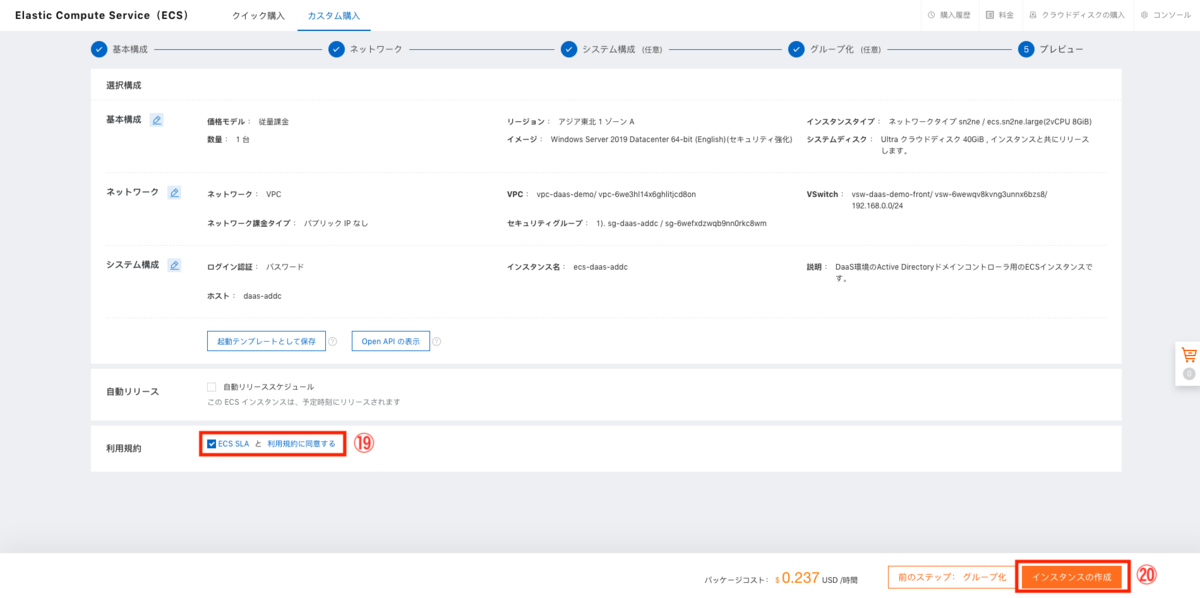 Elastic Compute Service（ECS） クイック購入 カスタム購入 購入履歴 料金 クラウドディスクの購入 コンソール
基本構成 ネットワーク システム構成 (任意) グループ化 (任意) 5 プレビュー
選択構成
基本構成 価格モデル： 従量課金 リージョン： アジア東北 1 ゾーン A インスタンスタイプ： ネットワークタイプ sn2ne / ecs.sn2ne.large(2vCPU 8GiB)
数量： 1 台 イメージ： Windows Server 2019 Datacenter 64-bit (English)(セキュリティ強化) システムディスク： Ultra クラウドディスク 40GiB , インスタンスと共にリリース
します。
ネットワーク ネットワーク： VPC VPC： vpc-daas-demo/ vpc-6we3hl14x6ghlitjcd8on VSwitch： vsw-daas-demo-front/ vsw-6wewqv8kvng3unnx6bzs8/
192.168.0.0/24
ネットワーク課金タイプ： パブリック IP なし セキュリティグループ： 1). sg-daas-addc / sg-6wefxdzwqb9nn0rkc8wm
システム構成 ログイン認証： パスワード インスタンス名： ecs-daas-addc 説明： DaaS環境のActive Directoryドメインコントローラ用のECSインスタンスで
す。
ホスト： daas-addc
起動テンプレートとして保存 ? Open API の表示 ?
自動リリース 自動リリーススケジュール
この ECS インスタンスは、予定時刻にリリースされます
0
利用規約 ECS SLA と 利用規約に同意する ⑲
パッケージコスト: $ 0.237 USD /時間 前のステップ： グループ化 インスタンスの作成 ⑳